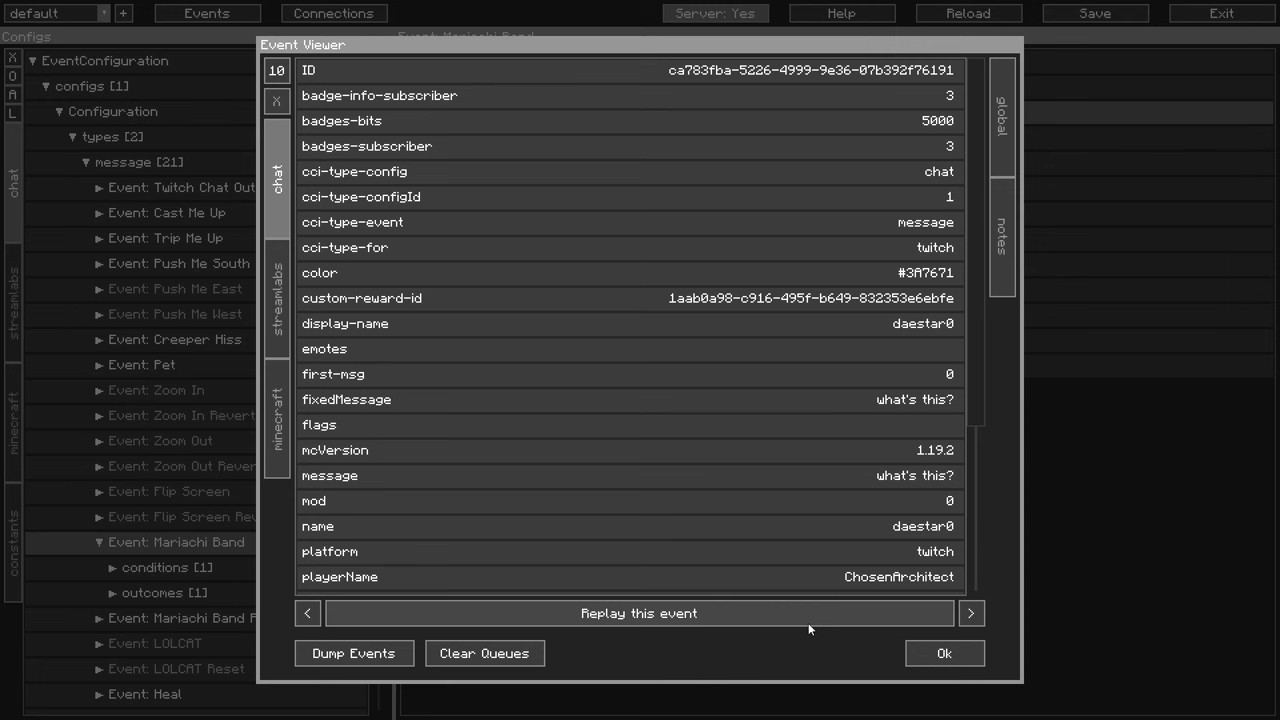 default + Events Connections Server: Yes Help Reload Save Exit
Configs Event: Mariachi Band
X
O
A
L
chat
streamlabs
minecraft
constants
EventConfiguration
configs [1]
Configuration
types [2]
message [21]
Event: Twitch Chat Out
Event: Cast Me Up
Event: Trip Me Up
Event: Push Me South
Event: Push Me East
Event: Push Me West
Event: Creeper Hiss
Event: Pet
Event: Zoom In
Event: Zoom In Revert
Event: Zoom Out
Event: Zoom Out Rever
Event: Flip Screen
Event: Flip Screen Rev
Event: Mariachi Band
conditions [1]
outcomes [1]
Event: Mariachi Band R
Event: LOLCAT
Event: LOLCAT Reset
Event: Heal
Event Viewer
10
X
chat
streamlabs
minecraft
ID ca783fba-5226-4999-9e36-07b392f76191
badge-info-subscriber 3
badges-bits 5000
badges-subscriber 3
cci-type-config chat
cci-type-configId 1
cci-type-event message
cci-type-for twitch
color #3A7671
custom-reward-id 1aab0a98-c916-495f-b649-832353e6ebfe
display-name daestar0
emotes
first-msg 0
fixedMessage what's this?
flags
mcVersion 1.19.2
message what's this?
mod 0
name daestar0
platform twitch
playerName ChosenArchitect
global
notes
< Replay this event >
Dump Events Clear Queues Ok